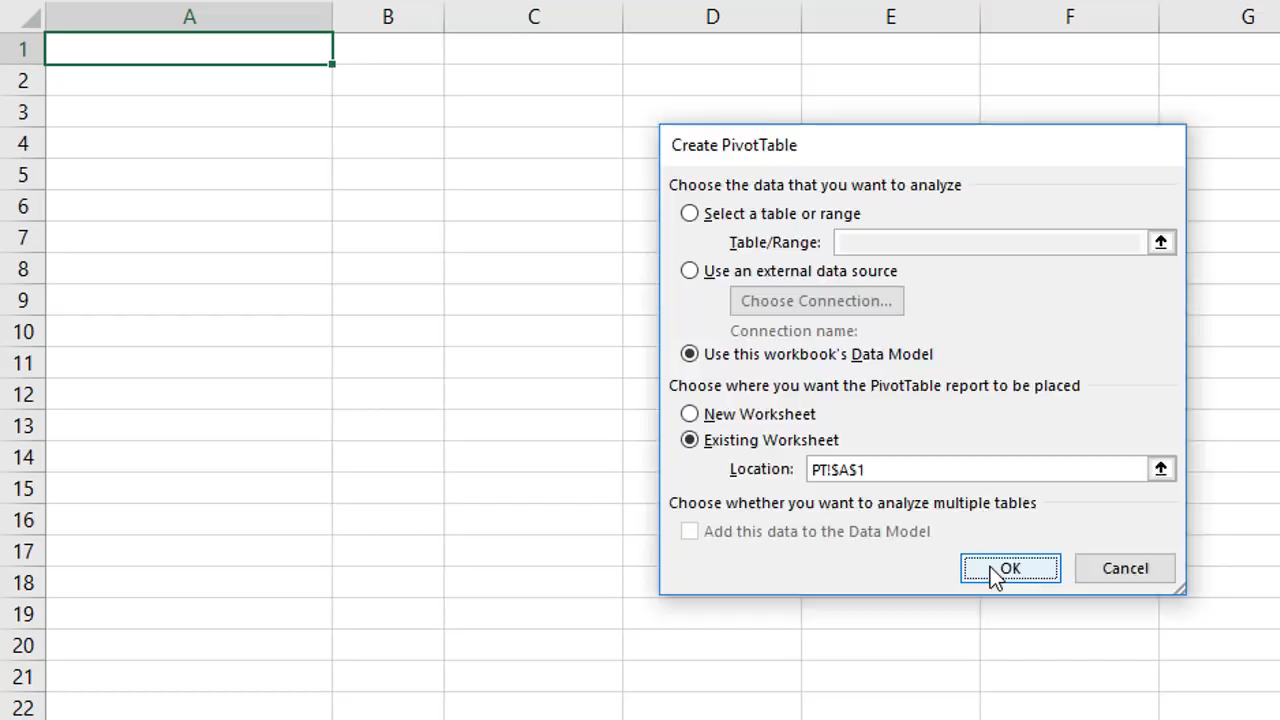 A B C D E F G
1
2
3
4
5
6
7
8
9
10
11
12
13
14
15
16
17
18
19
20
21
22
Create PivotTable
Choose the data that you want to analyze
Select a table or range
Table/Range:
Use an external data source
Choose Connection...
Connection name:
Use this workbook's Data Model
Choose where you want the PivotTable report to be placed
New Worksheet
Existing Worksheet
Location: PT!$A$1
Choose whether you want to analyze multiple tables
Add this data to the Data Model
OK Cancel